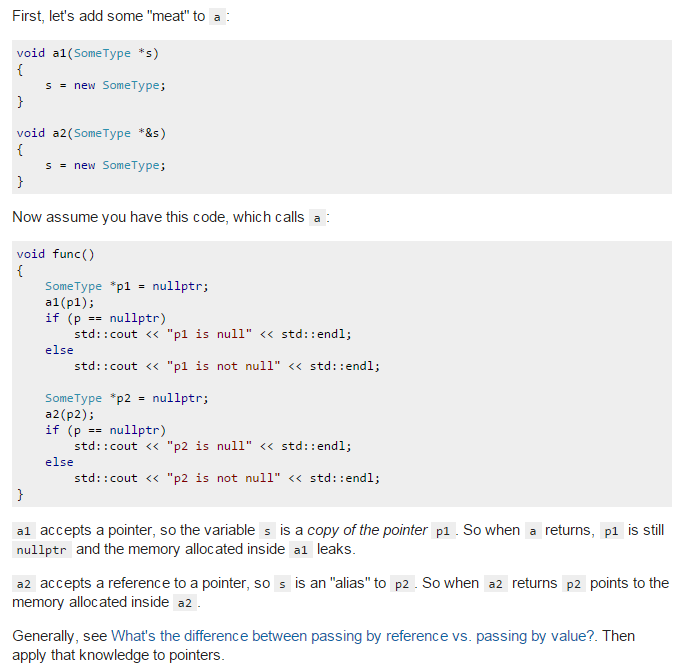 First, let's add some "meat" to a:
void a1(SomeType *s)
{
    s = new SomeType;
}
void a2(SomeType *&s)
{
    s = new SomeType;
}
Now assume you have this code, which calls a:
void func()
{
    SomeType *p1 = nullptr;
    a1(p1);
    if (p == nullptr)
        std::cout << "p1 is null" << std::endl;
    else
        std::cout << "p1 is not null" << std::endl;
    SomeType *p2 = nullptr;
    a2(p2);
    if (p == nullptr)
        std::cout << "p2 is null" << std::endl;
    else
        std::cout << "p2 is not null" << std::endl;
}
a1 accepts a pointer, so the variable s is a copy of the pointer p1. So when a returns, p1 is still
nullptr and the memory allocated inside a1 leaks.
a2 accepts a reference to a pointer, so s is an "alias" to p2. So when a2 returns p2 points to the
memory allocated inside a2.
Generally, see What's the difference between passing by reference vs. passing by value?. Then
apply that knowledge to pointers.